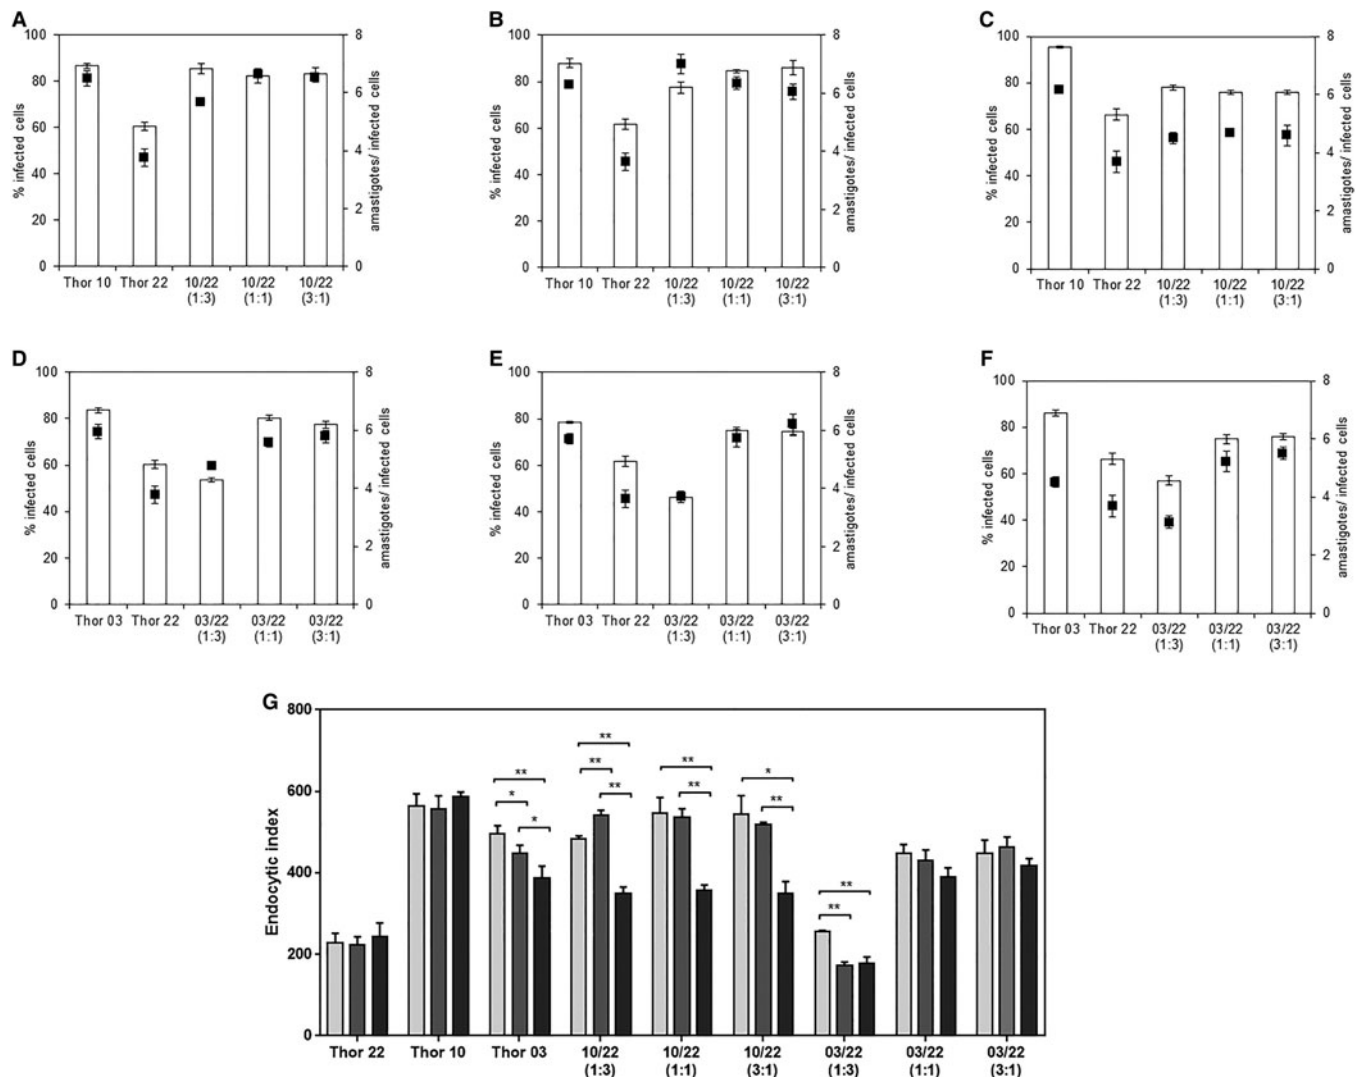 A
B
C
100
80
60
40
20
0
8
6
4
2
0
% infected cells
amastigotes/ infected cells
Thor 10 Thor 22 10/22 10/22 10/22
(1:3) (1:1) (3:1)
100
80
60
40
20
0
8
6
4
2
0
% infected cells
amastigotes/ infected cells
Thor 10 Thor 22 10/22 10/22 10/22
(1:3) (1:1) (3:1)
100
80
60
40
20
0
8
6
4
2
0
% infected cells
amastigotes/ infected cells
Thor 10 Thor 22 10/22 10/22 10/22
(1:3) (1:1) (3:1)
D
E
F
100
80
60
40
20
0
8
6
4
2
0
% infected cells
amastigotes/ infected cells
Thor 03 Thor 22 03/22 03/22 03/22
(1:3) (1:1) (3:1)
100
80
60
40
20
0
8
6
4
2
0
% infected cells
amastigotes/ infected cells
Thor 03 Thor 22 03/22 03/22 03/22
(1:3) (1:1) (3:1)
100
80
60
40
20
0
8
6
4
2
0
% infected cells
amastigotes/ infected cells
Thor 03 Thor 22 03/22 03/22 03/22
(1:3) (1:1) (3:1)
G
800
600
400
200
0
Endocytic index
** * *
** ** **
** **
* **
** **
Thor 22 Thor 10 Thor 03 10/22 10/22 10/22 03/22 03/22 03/22
(1:3) (1:1) (3:1) (1:3) (1:1) (3:1)